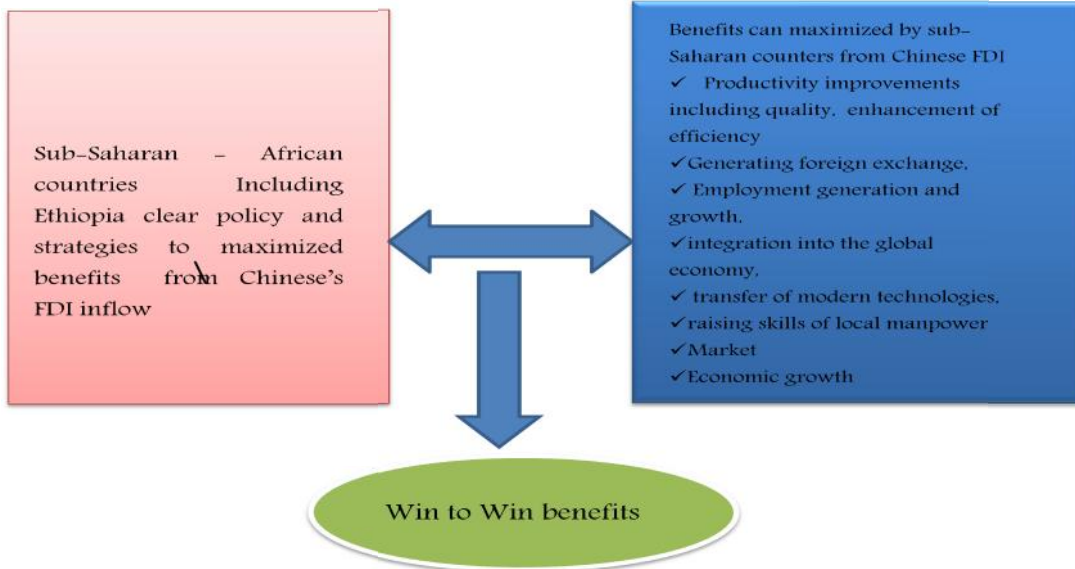 Sub-Saharan - African
countries Including
Ethiopia clear policy and
strategies to maximized
benefits from Chinese's
FDI inflow
Benefits can maximized by sub-
Saharan counters from Chinese FDI
✓ Productivity improvements
including quality, enhancement of
efficiency
✓Generating foreign exchange,
✓ Employment generation and
growth,
✓integration into the global
economy,
✓ transfer of modern technologies,
✓raising skills of local manpower
✓Market
✓Economic growth
Win to Win benefits